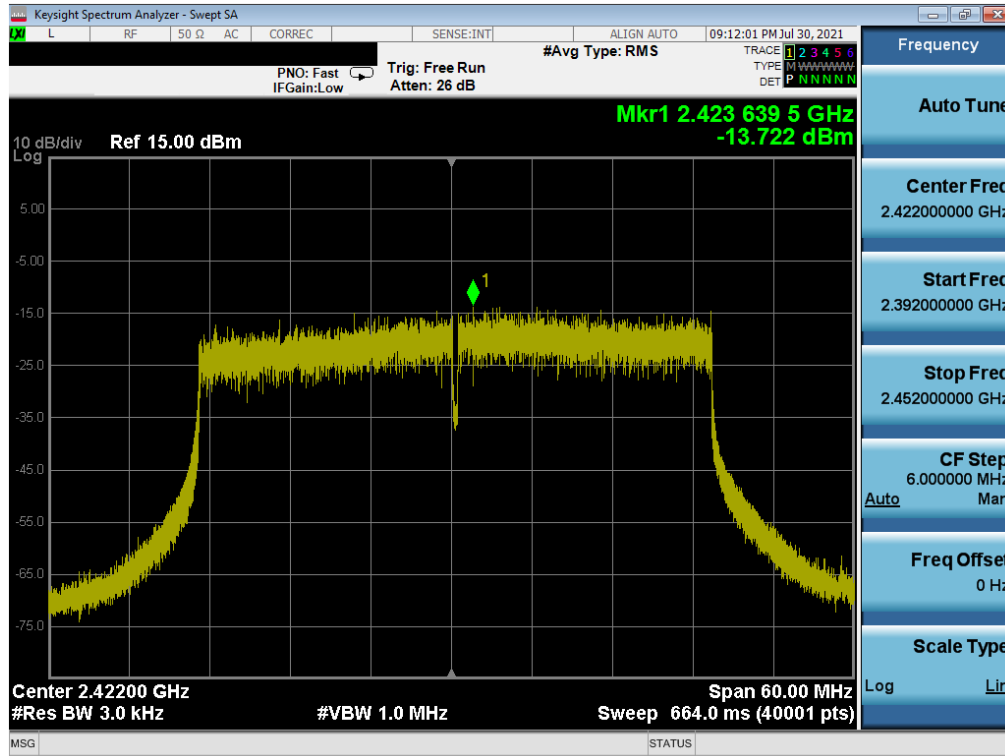 Keysight Spectrum Analyzer - Swept SA
LXI L RF 50 Ω AC CORREC SENSE:INT ALIGN AUTO 09:12:01 PM Jul 30, 2021
PNO: Fast
IFGain:Low
Trig: Free Run
Atten: 26 dB
#Avg Type: RMS
TRACE 1 2 3 4 5 6
TYPE M WWWWW
DET P N N N N N
Mkr1 2.423 639 5 GHz
-13.722 dBm
10 dB/div Ref 15.00 dBm
Log
5.00
-5.00
-15.0
-25.0
-35.0
-45.0
-55.0
-65.0
-75.0
1
Center 2.42200 GHz Span 60.00 MHz
#Res BW 3.0 kHz #VBW 1.0 MHz Sweep 664.0 ms (40001 pts)
MSG STATUS
Frequency
Auto Tune
Center Freq
2.422000000 GHz
Start Freq
2.392000000 GHz
Stop Freq
2.452000000 GHz
CF Step
6.000000 MHz
Auto Man
Freq Offset
0 Hz
Scale Type
Log Lin